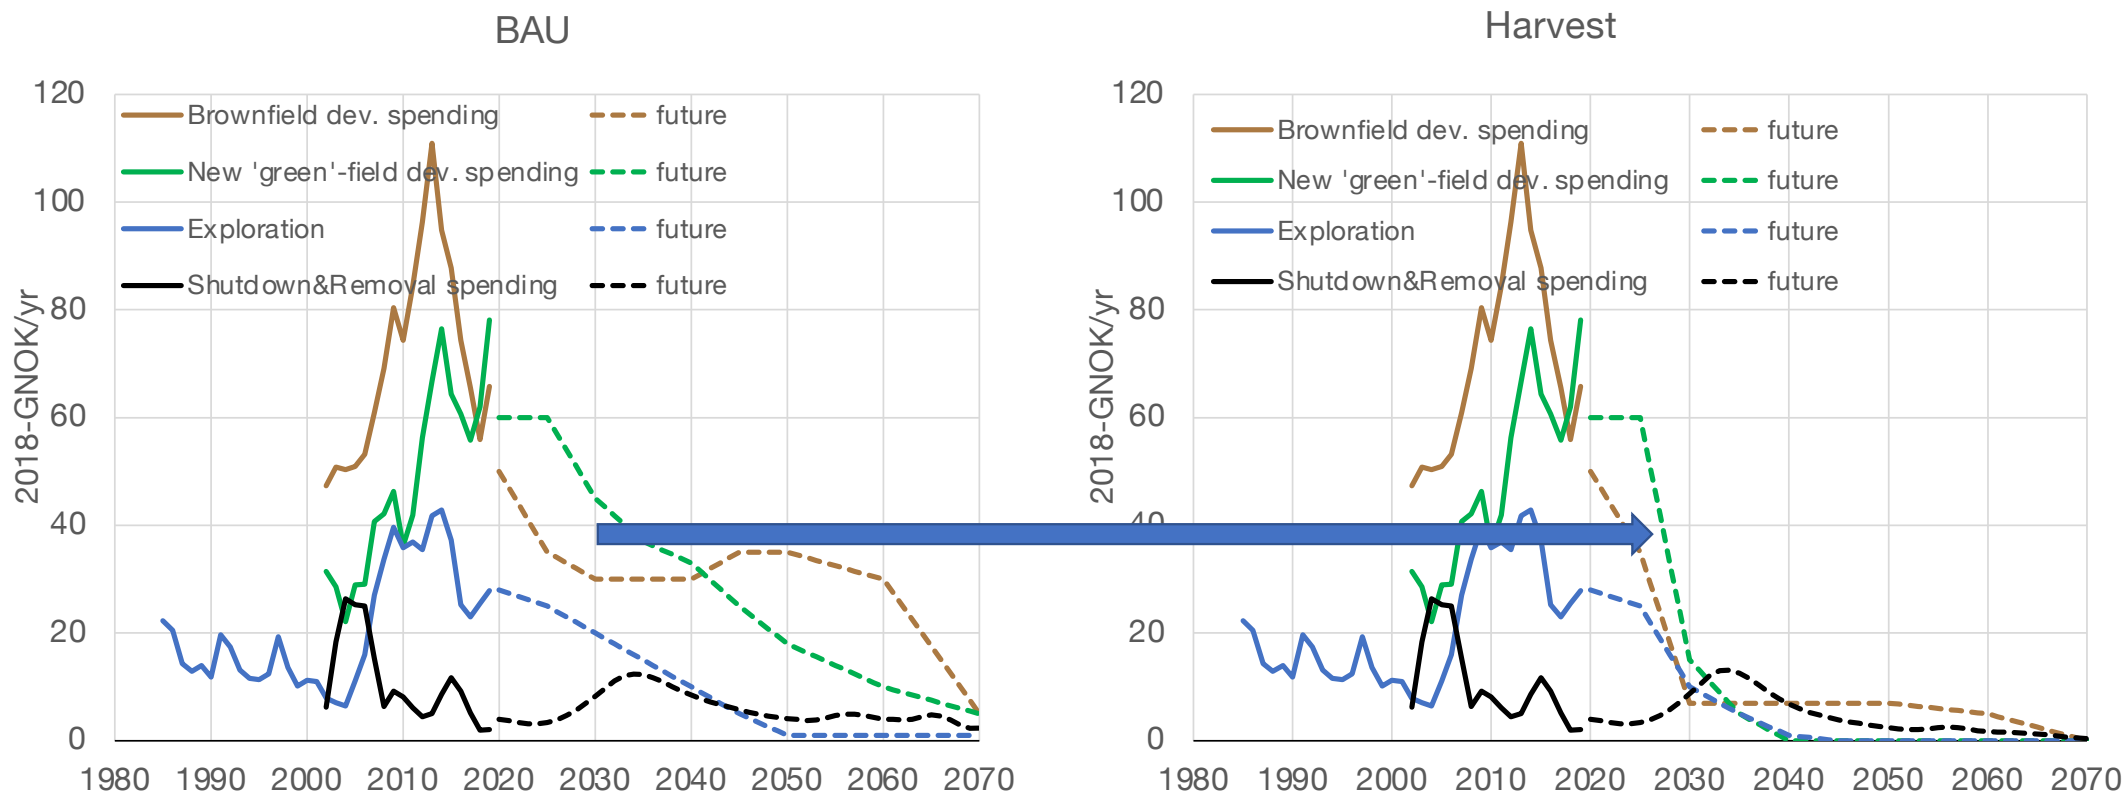 BAU
120
100
80
60
40
20
0
2018-GNOK/yr
Brownfield dev. spending
future
New 'green'-field dev. spending
future
Exploration
future
Shutdown&Removal spending
future
1980 1990 2000 2010 2020 2030 2040 2050 2060 2070
Harvest
120
100
80
60
40
20
0
2018-GNOK/yr
Brownfield dev. spending
future
New 'green'-field dev. spending
future
Exploration
future
Shutdown&Removal spending
future
1980 1990 2000 2010 2020 2030 2040 2050 2060 2070